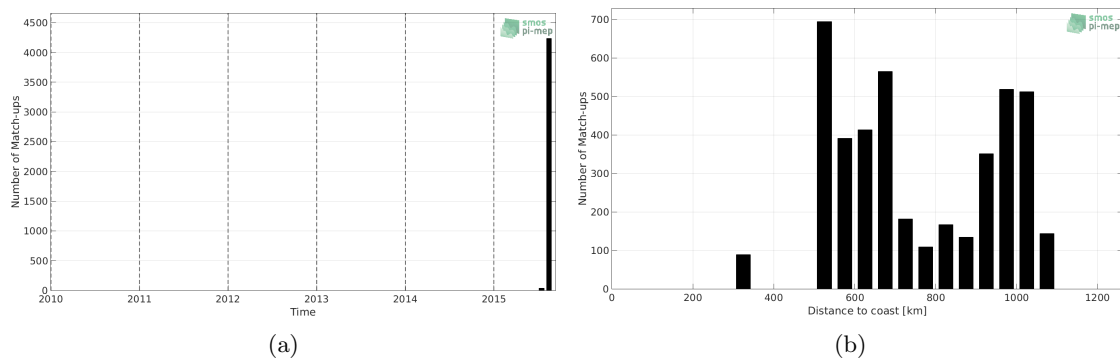 4500
4000
3500
3000
2500
2000
1500
1000
500
0
Number of Match-ups
2010 2011 2012 2013 2014 2015
Time
smos
pi-mep
(a)
700
600
500
400
300
200
100
0
Number of Match-ups
0 200 400 600 800 1000 1200
Distance to coast [km]
smos
pi-mep
(b)